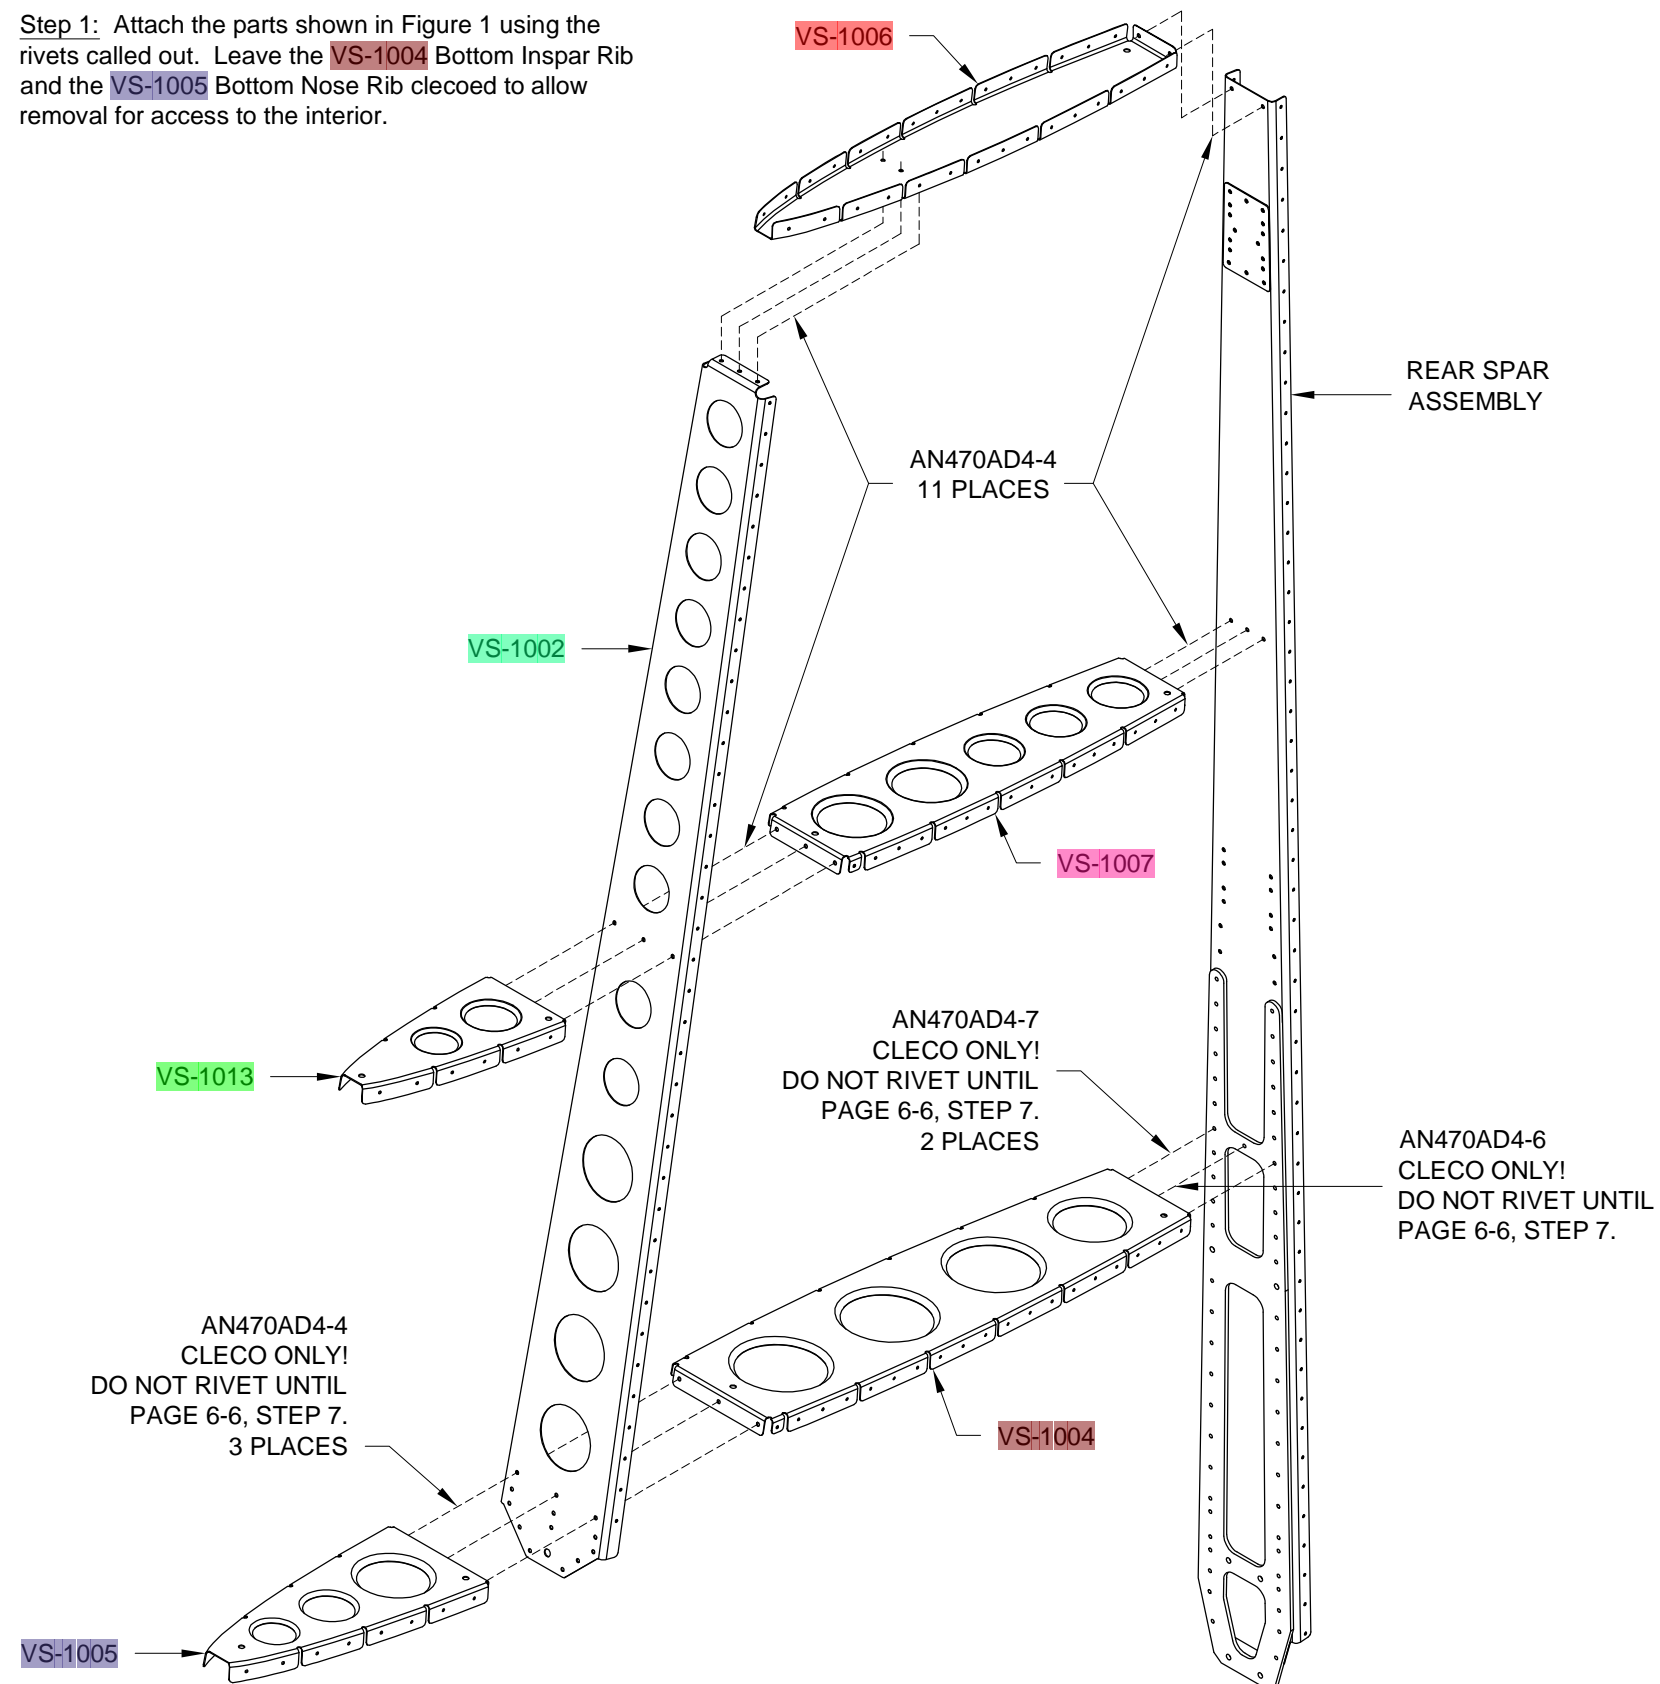 Step 1: Attach the parts shown in Figure 1 using the
rivets called out. Leave the VS-1004 Bottom Inspar Rib
and the VS-1005 Bottom Nose Rib clecoed to allow
removal for access to the interior.
VS-1006
REAR SPAR
ASSEMBLY
AN470AD4-4
11 PLACES
VS-1002
VS-1007
VS-1013
AN470AD4-7
CLECO ONLY!
DO NOT RIVET UNTIL
PAGE 6-6, STEP 7.
2 PLACES
AN470AD4-6
CLECO ONLY!
DO NOT RIVET UNTIL
PAGE 6-6, STEP 7.
AN470AD4-4
CLECO ONLY!
DO NOT RIVET UNTIL
PAGE 6-6, STEP 7.
3 PLACES
VS-1004
VS-1005